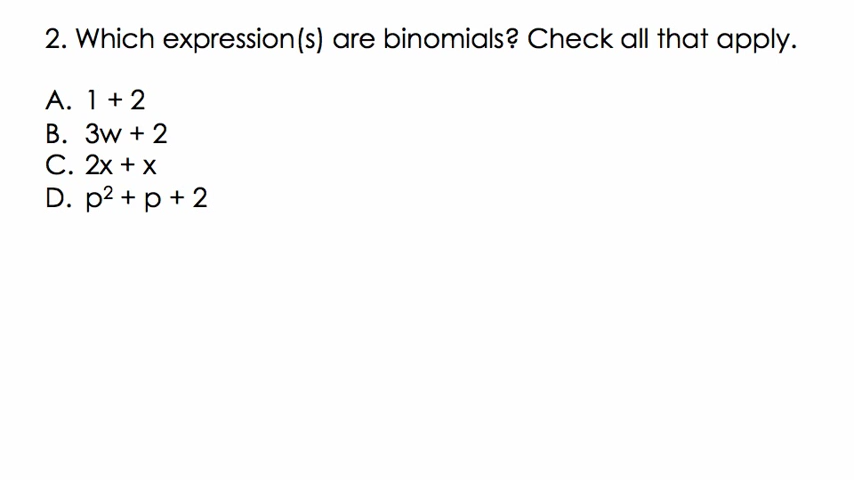 2. Which expression(s) are binomials? Check all that apply.
A. 1 + 2
B. 3w + 2
C. 2x + x
D. p² + p + 2